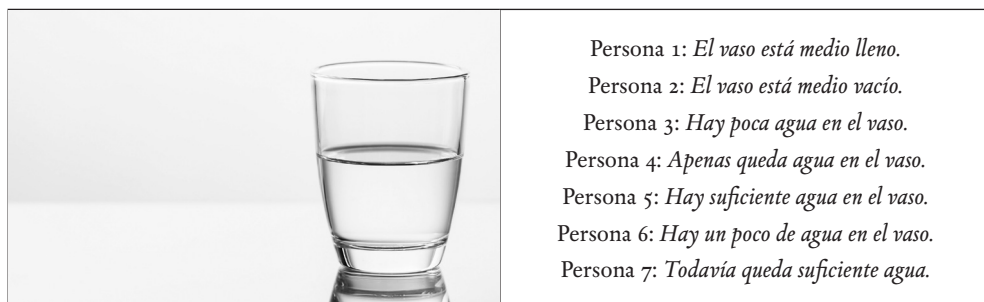 Persona 1: El vaso está medio lleno.
Persona 2: El vaso está medio vacío.
Persona 3: Hay poca agua en el vaso.
Persona 4: Apenas queda agua en el vaso.
Persona 5: Hay suficiente agua en el vaso.
Persona 6: Hay un poco de agua en el vaso.
Persona 7: Todavía queda suficiente agua.